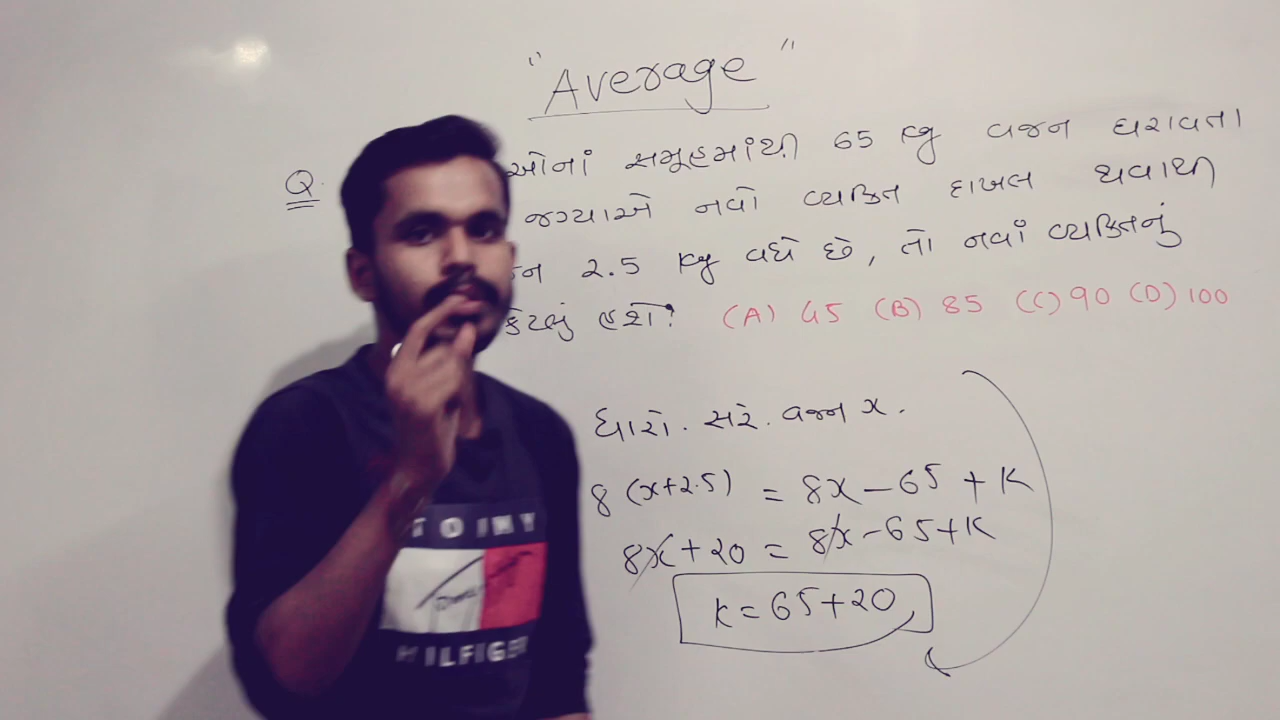 "Average"
Q. ઓનાં સમૂહમાંથી 65 kg વજન ધરાવતા
જગ્યાએ નવો વ્યક્તિ દાખલ થવાથી
ન 2.5 kg વધે છે, તો નવાં વ્યક્તિનું
કેટલું હશે? (A) 45 (B) 85 (C) 90 (D) 100
ધારો. સરે. વજન x.
8 (x+2.5) = 8x - 65 + K
8x + 20 = 8x - 65 + K
K = 65 + 20
TOMMY
HILFIGER